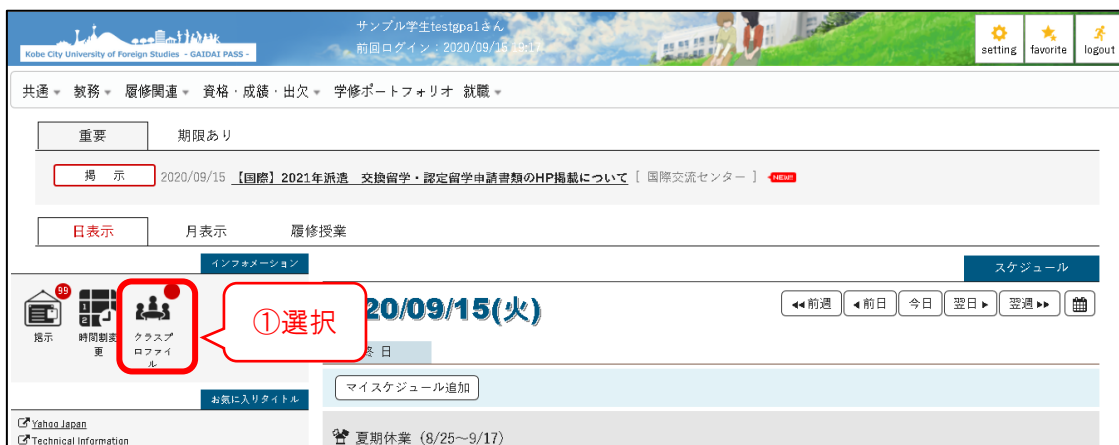 サンプル学生testgpa1さん
Kobe City University of Foreign Studies - GAIDAI PASS -
前回ログイン：2020/09/15 9:17
setting favorite logout
共通 教務 履修関連 資格・成績・出欠 学修ポートフォリオ 就職
重要 期限あり
掲 示 2020/09/15 【国際】2021年派遣 交換留学・認定留学申請書類のHP掲載について [ 国際交流センター ] NEW!!
日表示 月表示 履修授業
インフォメーション
スケジュール
99
①選択
20/09/15(火)
前週 前日 今日 翌日 翌週
掲示 時間割変更 クラスプロファイル
終日
マイスケジュール追加
お気に入りタイトル
Yahoo Japan
Technical Information
夏期休業 (8/25～9/17)